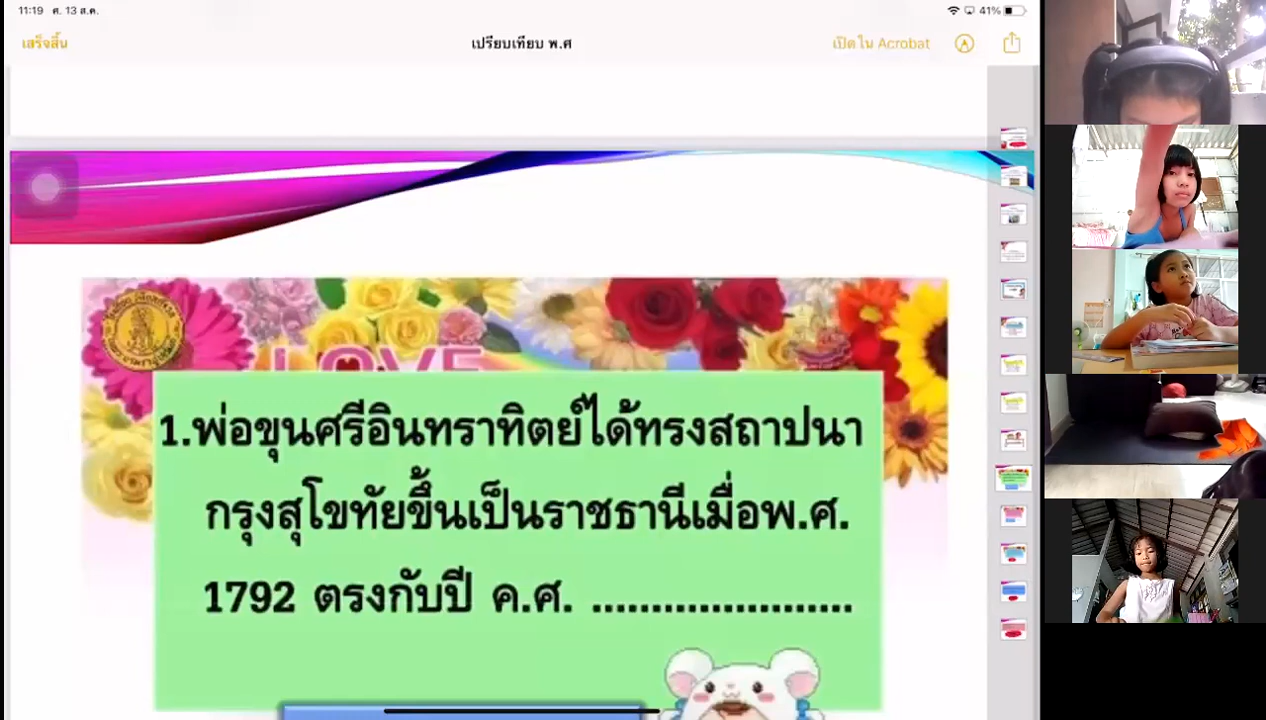 11:19 ศ. 13 ส.ค.
41%
เสร็จสิ้น
เปรียบเทียบ พ.ศ
เปิดใน Acrobat
LOVE
1.พ่อขุนศรีอินทราทิตย์ได้ทรงสถาปนา
กรุงสุโขทัยขึ้นเป็นราชธานีเมื่อพ.ศ.
1792 ตรงกับปี ค.ศ. ......................